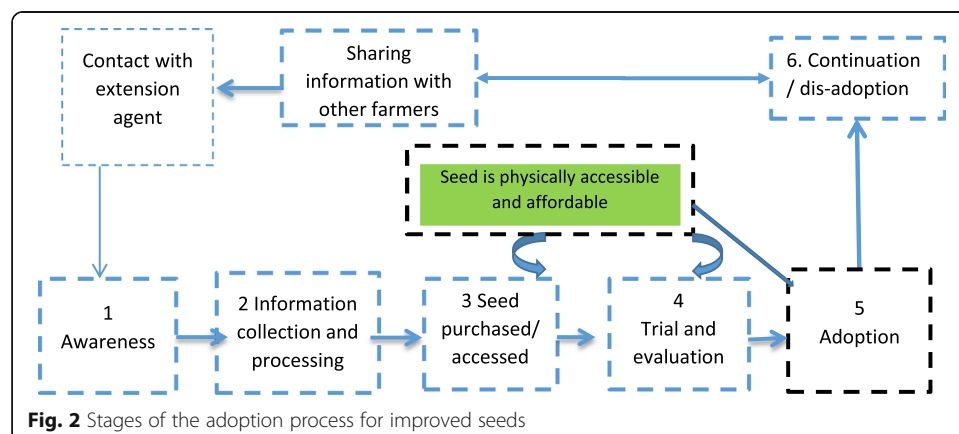 Contact with
extension
agent
Sharing
information with
other farmers
6. Continuation
/ dis-adoption
Seed is physically accessible
and affordable
1
Awareness
2 Information
collection and
processing
3 Seed
purchased/
accessed
4
Trial and
evaluation
5
Adoption
Fig. 2 Stages of the adoption process for improved seeds